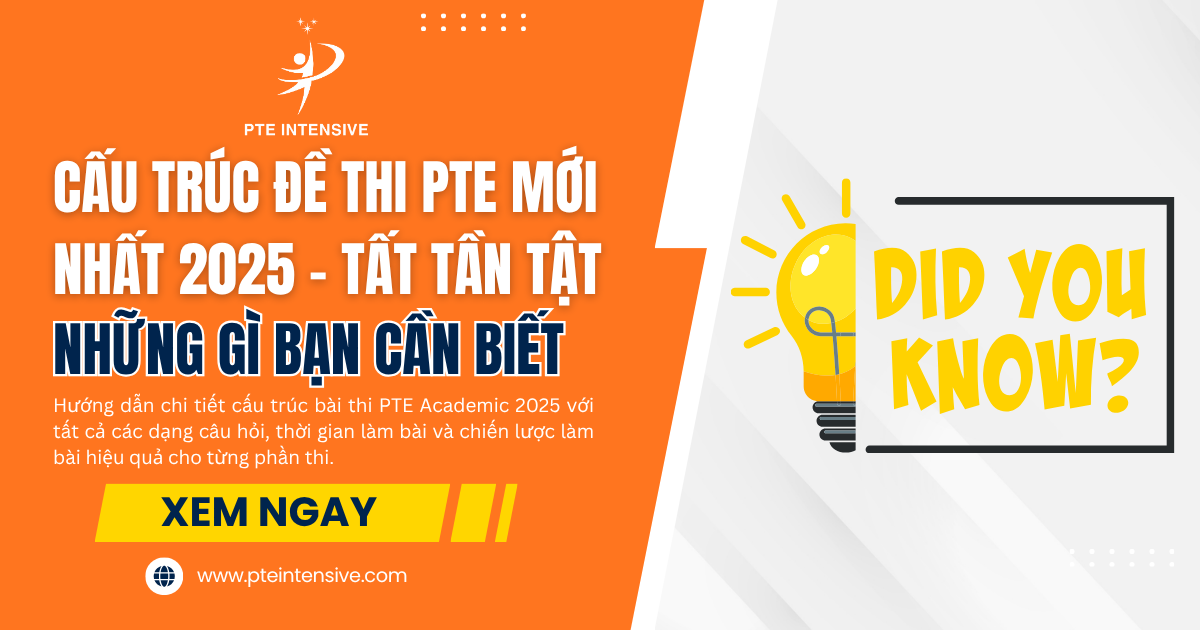 PTE INTENSIVE
CẤU TRÚC ĐỀ THI PTE MỚI
NHẤT 2025 - TẤT TẦN TẬT
NHỮNG GÌ BẠN CẦN BIẾT
Hướng dẫn chi tiết cấu trúc bài thi PTE Academic 2025 với
tất cả các dạng câu hỏi, thời gian làm bài và chiến lược làm
bài hiệu quả cho từng phần thi.
XEM NGAY
www.pteintensive.com
DID YOU
KNOW?